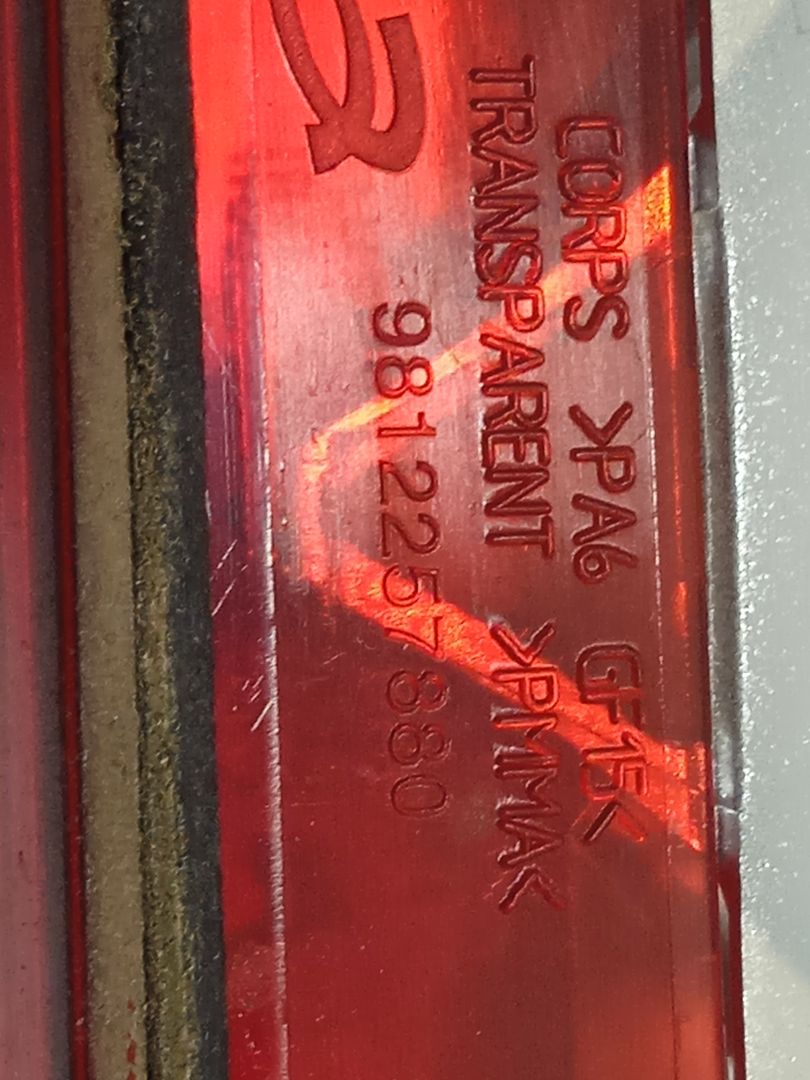 CORPS >PA6 GF15<
TRANSPARENT >PMMA<
9812257880